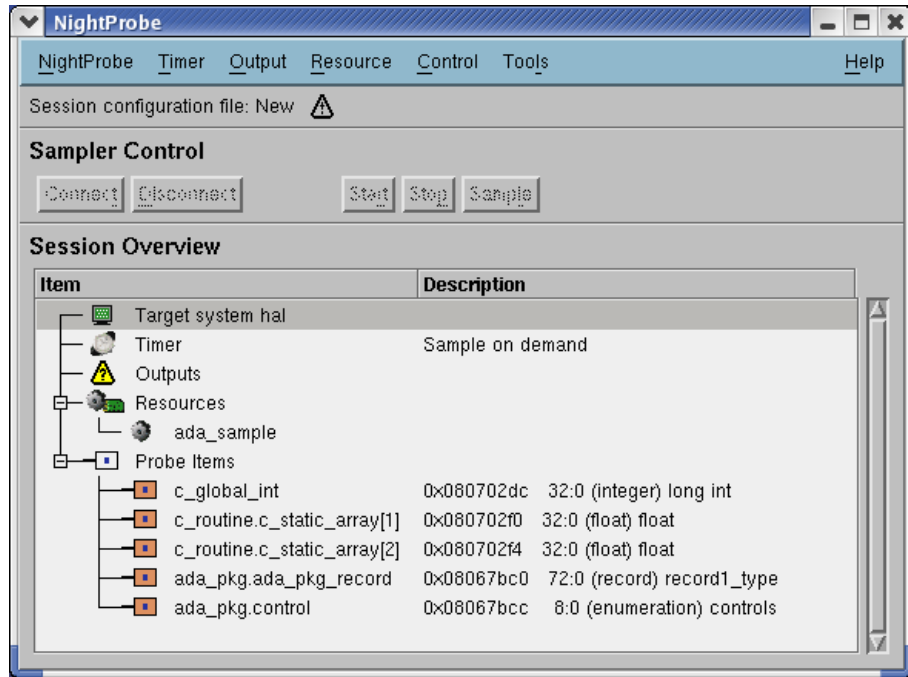 NightProbe
NightProbe Timer Output Resource Control Tools Help
Session configuration file: New
Sampler Control
Connect Disconnect Start Stop Sample
Session Overview
Item Description
Target system hal
Timer Sample on demand
Outputs
Resources
ada_sample
Probe Items
c_global_int 0x080702dc 32:0 (integer) long int
c_routine.c_static_array[1] 0x080702f0 32:0 (float) float
c_routine.c_static_array[2] 0x080702f4 32:0 (float) float
ada_pkg.ada_pkg_record 0x08067bc0 72:0 (record) record1_type
ada_pkg.control 0x08067bcc 8:0 (enumeration) controls